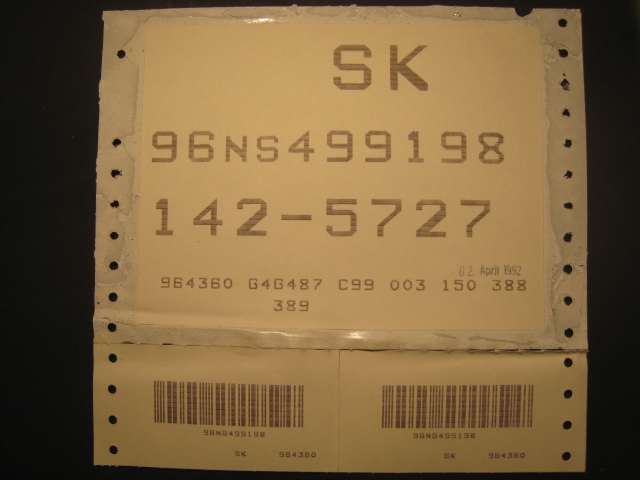 SK
96NS499198
142-5727
02. April 1992
964360 G4G487 C99 003 150 388
389
96NS499198 96NS499198
SK 964360 SK 964360